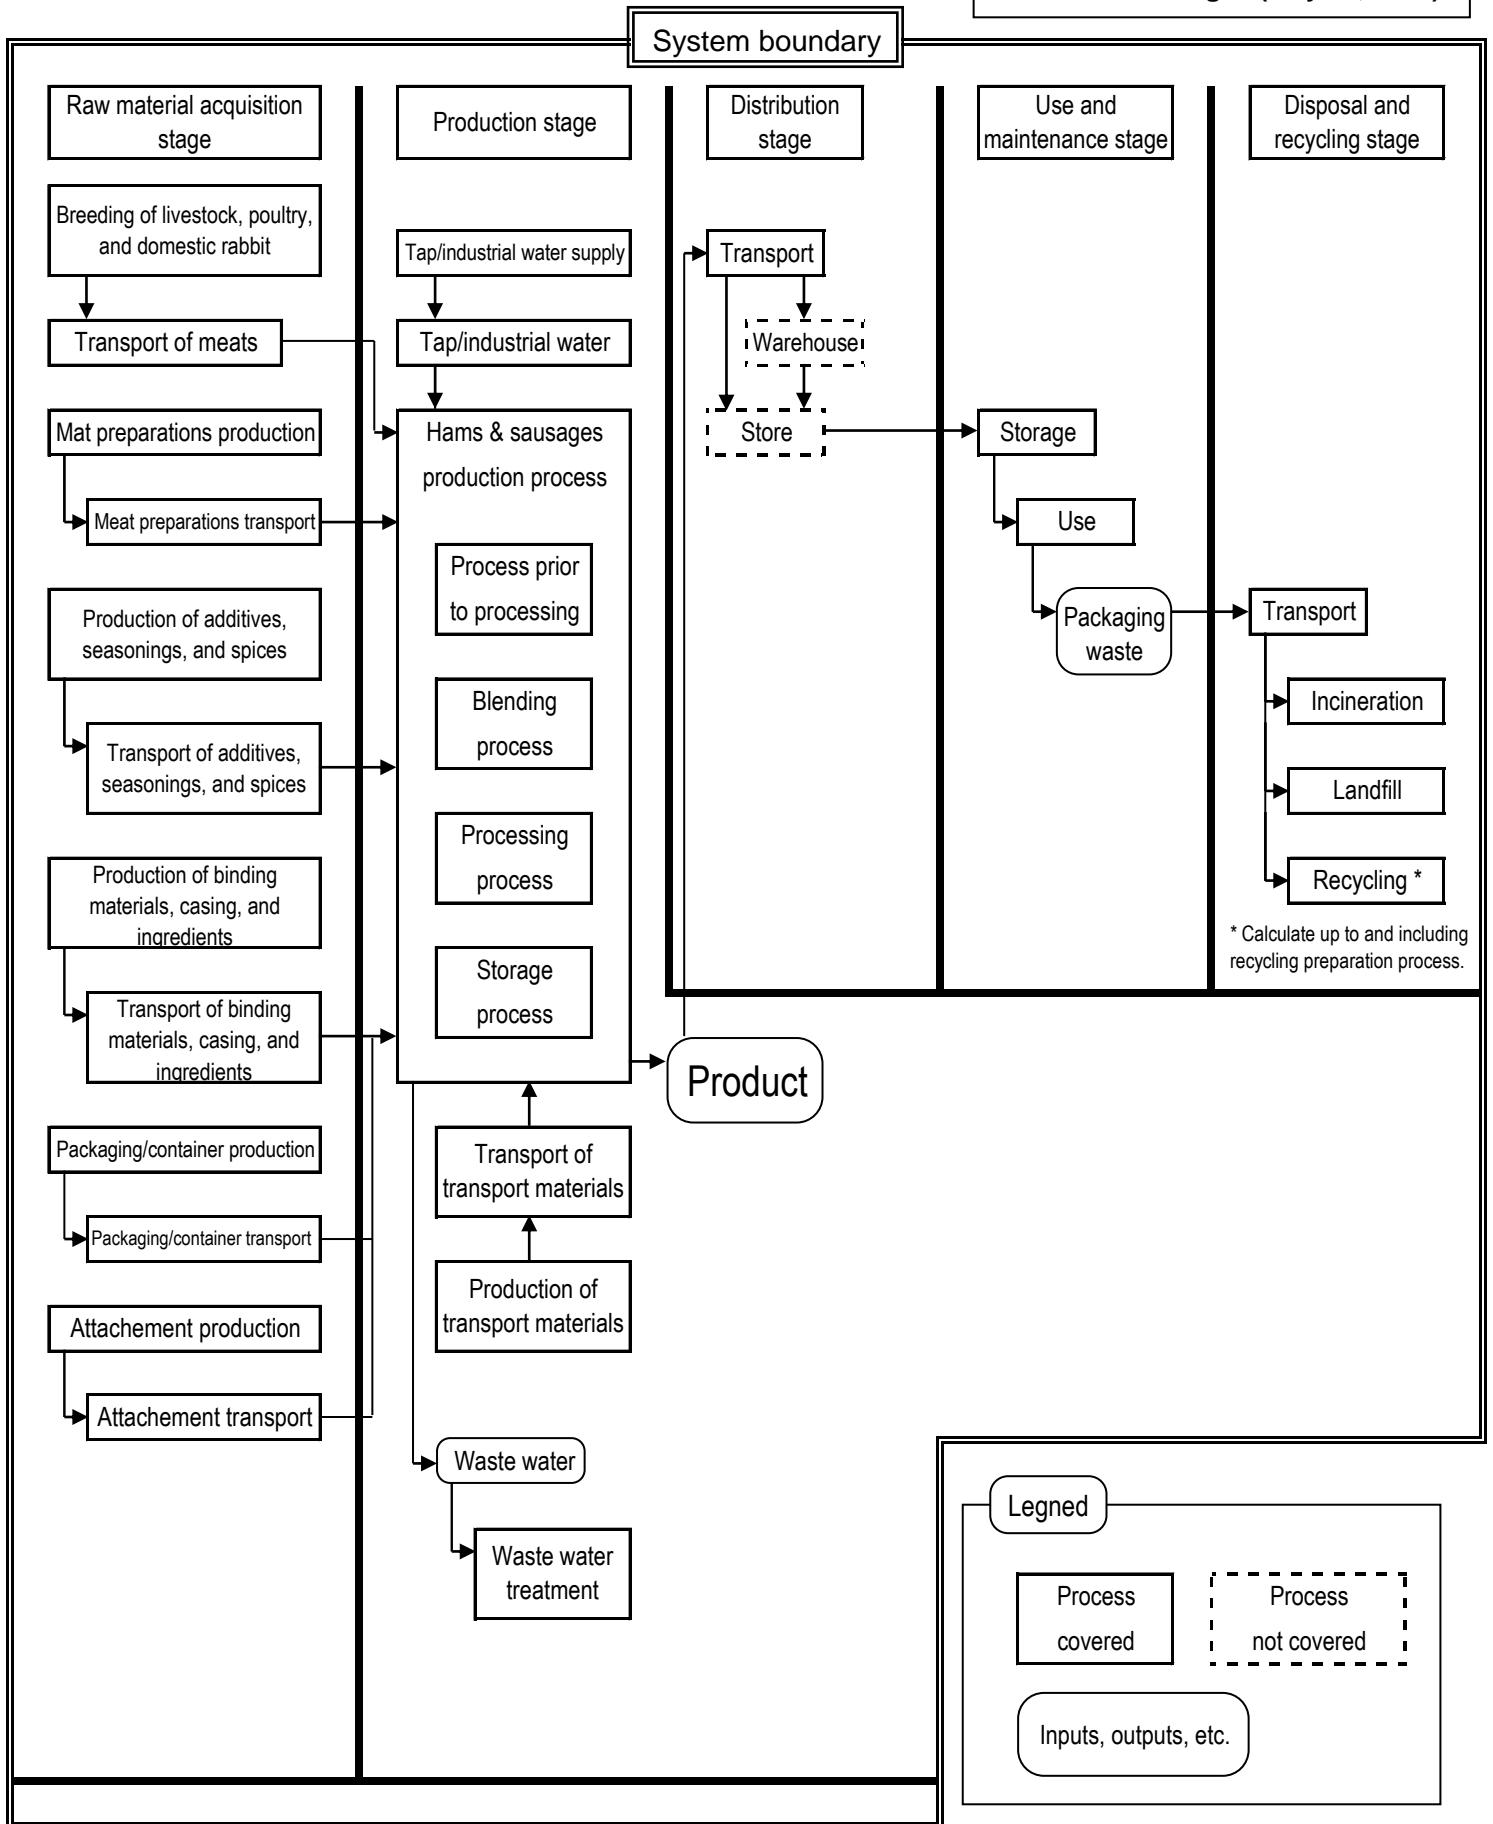 System boundary
Raw material acquisition
stage
Production stage
Distribution
stage
Use and
maintenance stage
Disposal and
recycling stage
Breeding of livestock, poultry,
and domestic rabbit
Transport of meats
Mat preparations production
Meat preparations transport
Production of additives,
seasonings, and spices
Transport of additives,
seasonings, and spices
Production of binding
materials, casing, and
ingredients
Transport of binding
materials, casing, and
ingredients
Packaging/container production
Packaging/container transport
Attachement production
Attachement transport
Tap/industrial water supply
Tap/industrial water
Hams & sausages
production process
Process prior
to processing
Blending
process
Processing
process
Storage
process
Transport of
transport materials
Production of
transport materials
Waste water
Waste water
treatment
Product
Transport
Warehouse
Store
Storage
Use
Packaging
waste
Transport
Incineration
Landfill
Recycling *
* Calculate up to and including
recycling preparation process.
Legned
Process
covered
Process
not covered
Inputs, outputs, etc.